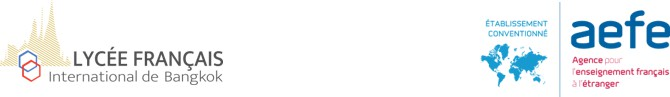 LYCÉE FRANÇAIS
International de Bangkok
ÉTABLISSEMENT
CONVENTIONNÉ
aefe
Agence pour
l'enseignement français
à l'étranger